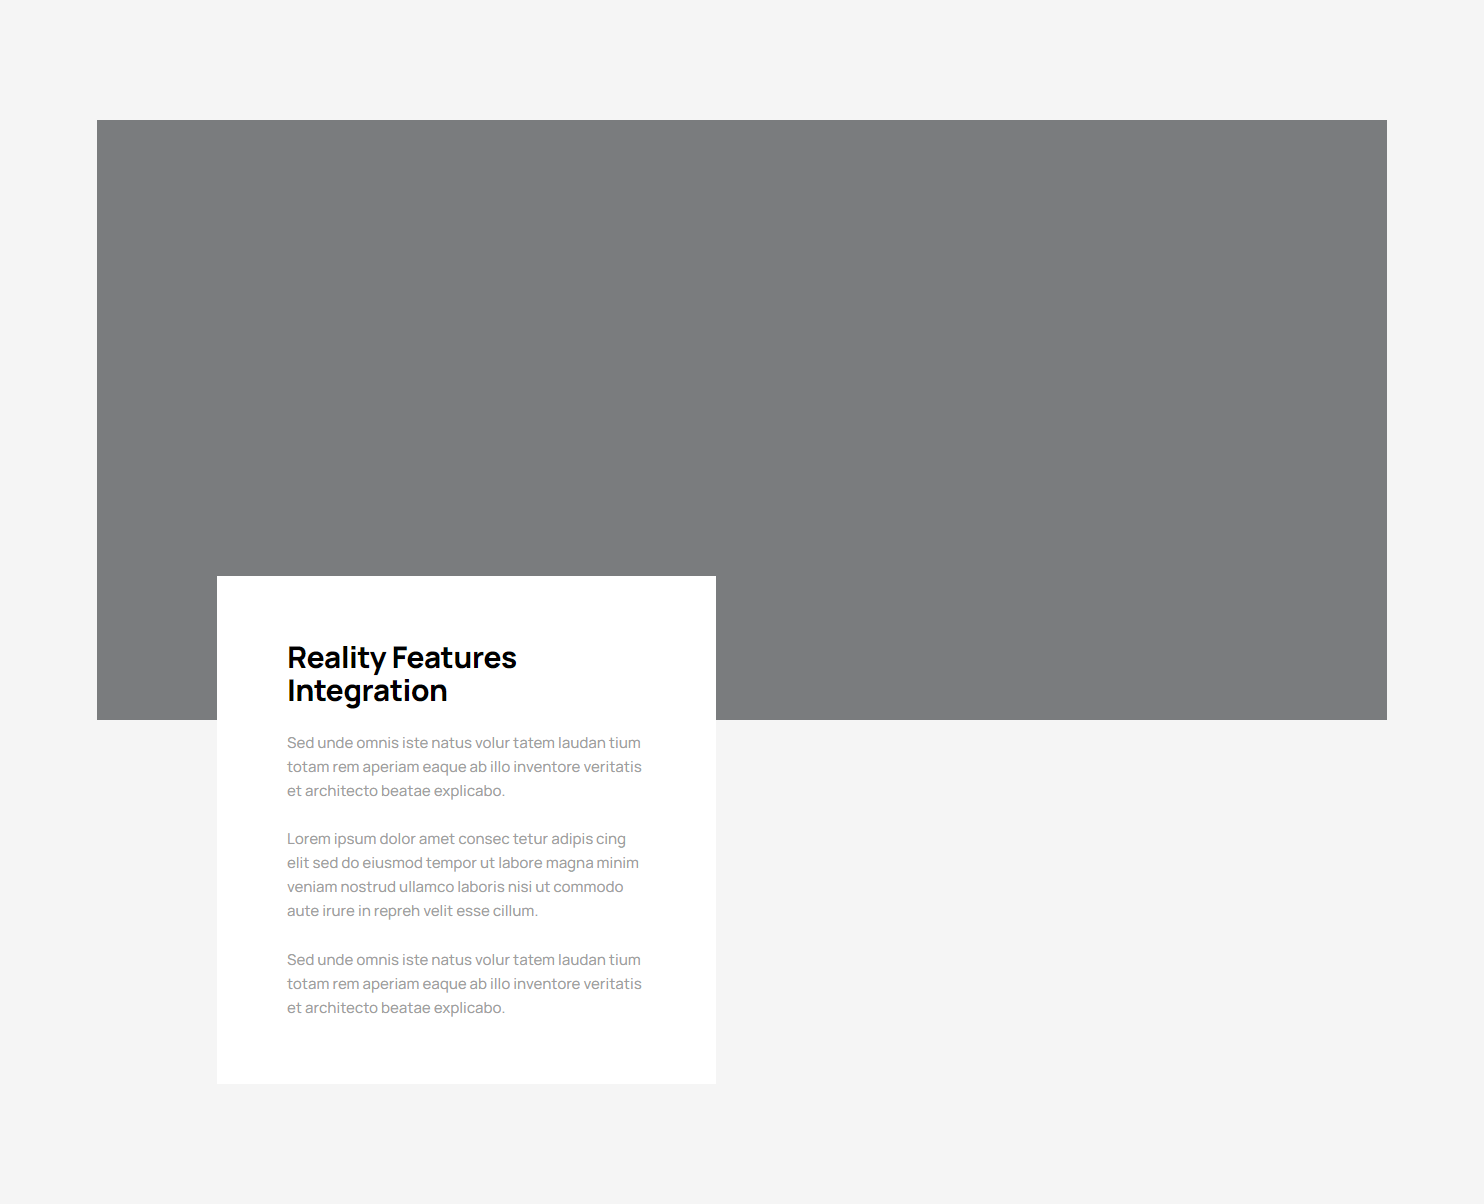 Reality Features
Integration
Sed unde omnis iste natus volur tatem laudan tium
totam rem aperiam eaque ab illo inventore veritatis
et architecto beatae explicabo.
Lorem ipsum dolor amet consec tetur adipis cing
elit sed do eiusmod tempor ut labore magna minim
veniam nostrud ullamco laboris nisi ut commodo
aute irure in repreh velit esse cillum.
Sed unde omnis iste natus volur tatem laudan tium
totam rem aperiam eaque ab illo inventore veritatis
et architecto beatae explicabo.